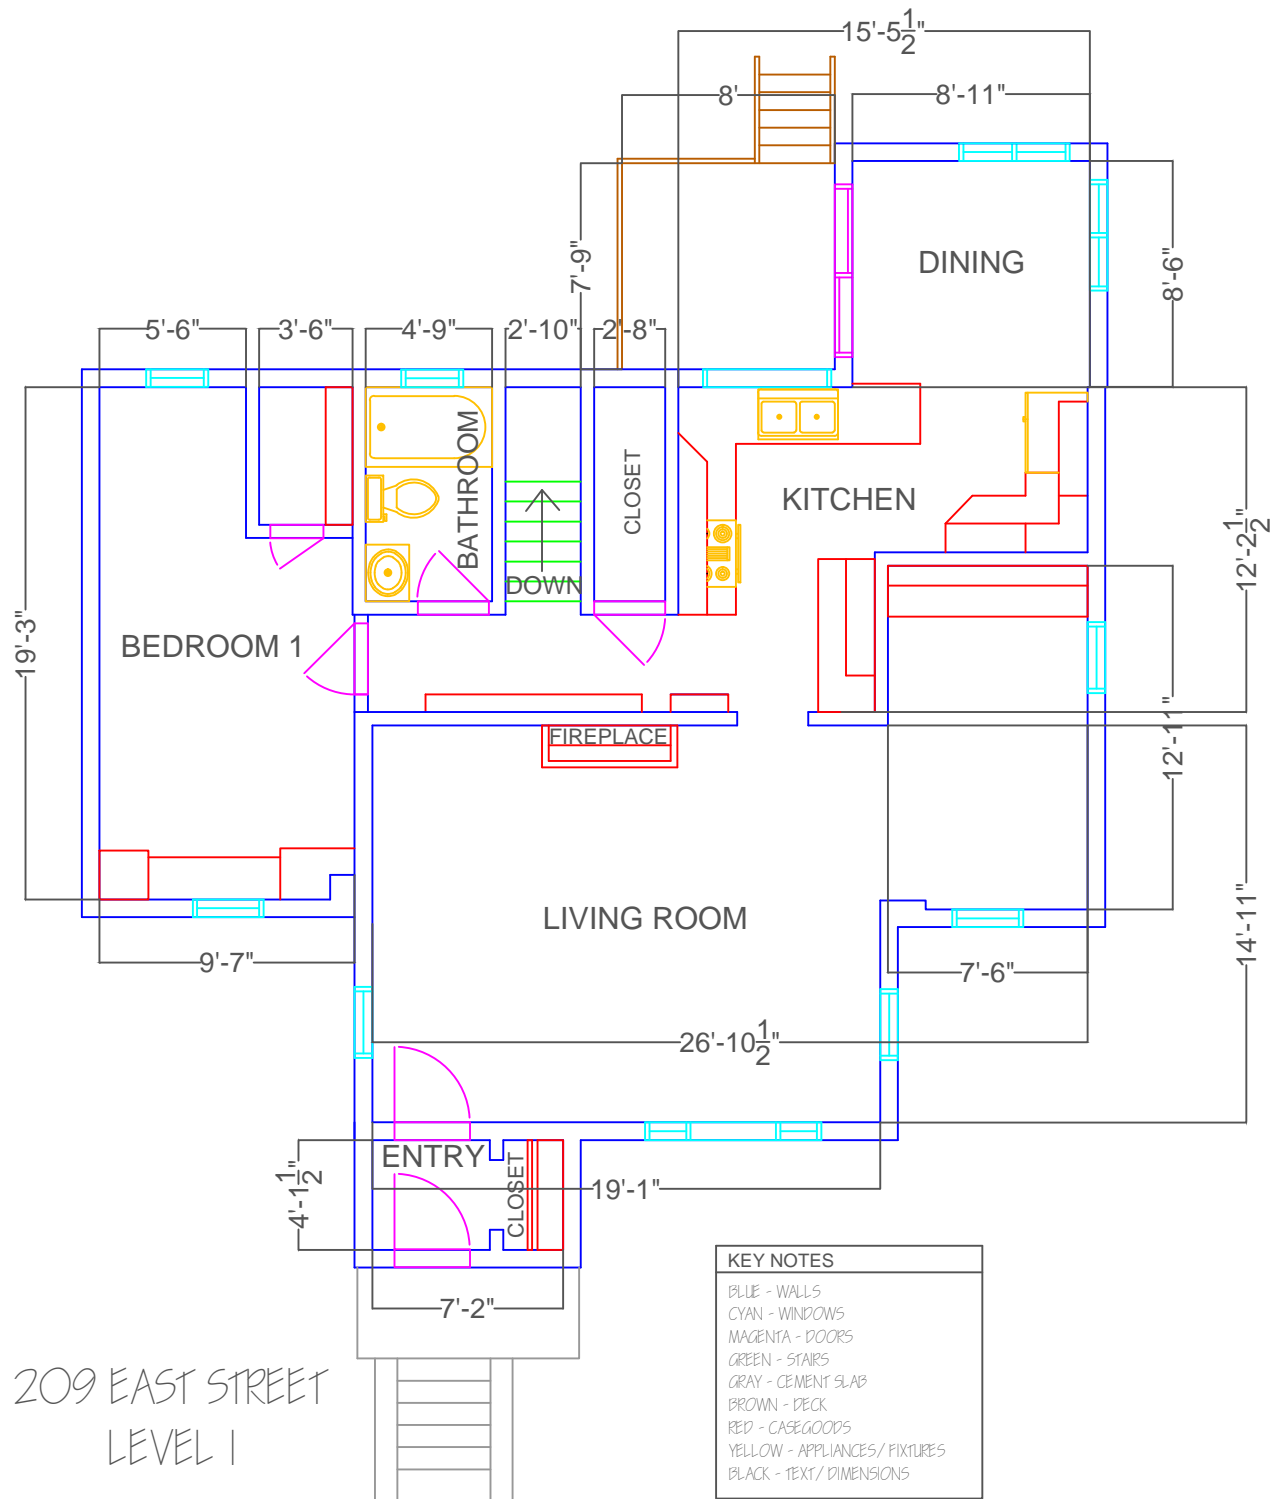 15'-5 1/2"
8'
8'-11"
7'-9"
DINING
8'-6"
5'-6"
3'-6"
4'-9"
2'-10"
2'-8"
BATHROOM
CLOSET
KITCHEN
12'-2 1/2"
DOWN
19'-3"
BEDROOM 1
FIREPLACE
12'-11"
LIVING ROOM
14'-11"
9'-7"
7'-6"
26'-10 1/2"
ENTRY
CLOSET
4'-1 1/2"
19'-1"
7'-2"
KEY NOTES
BLUE - WALLS
CYAN - WINDOWS
MAGENTA - DOORS
GREEN - STAIRS
GRAY - CEMENT SLAB
BROWN - DECK
RED - CASEGOODS
YELLOW - APPLIANCES/ FIXTURES
BLACK - TEXT/ DIMENSIONS
209 EAST STREET
LEVEL 1